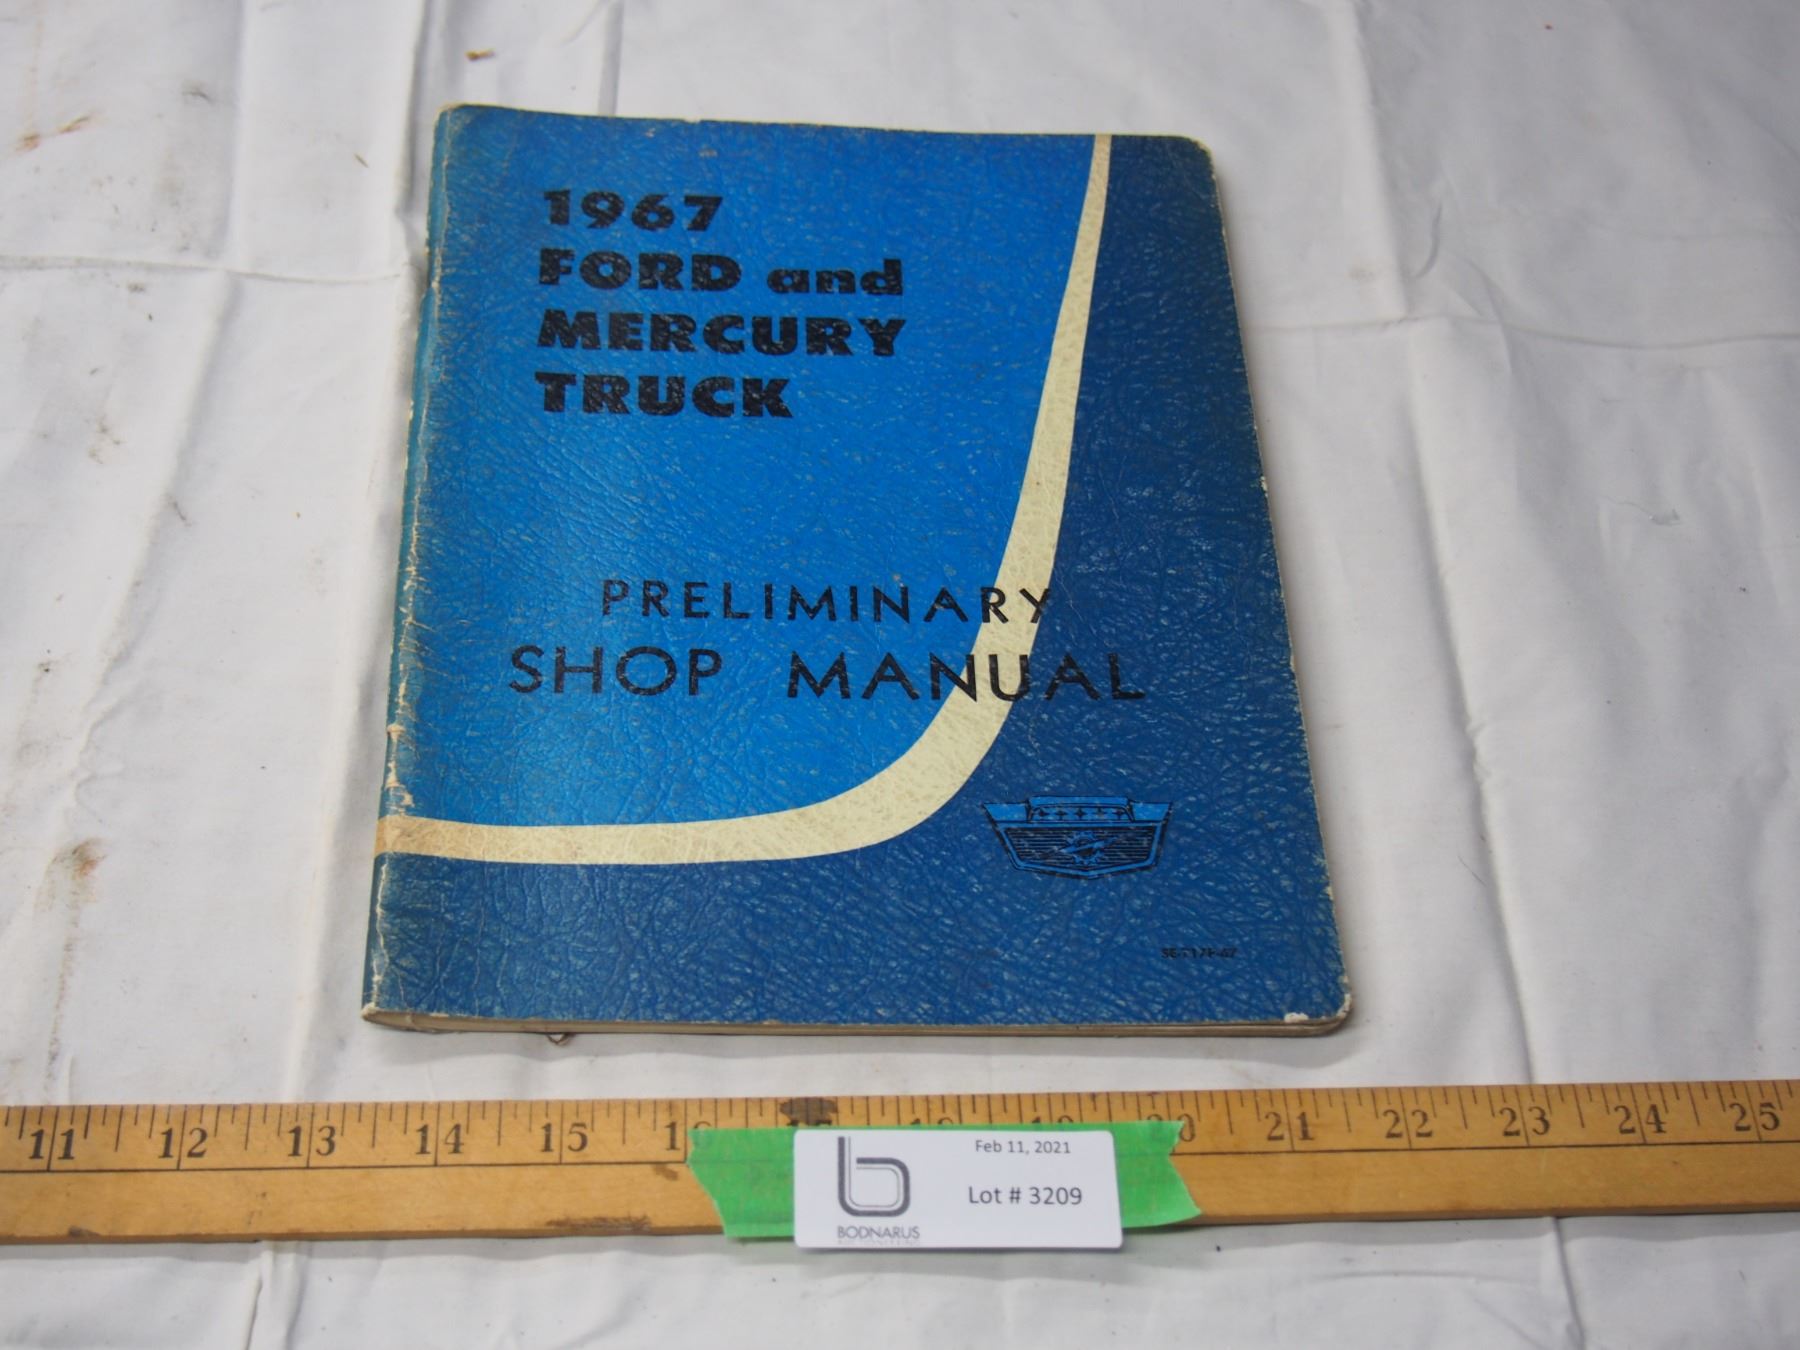 1967
FORD and
MERCURY
TRUCK
PRELIMINARY
SHOP MANUAL
11 12 13 14 15 20 21 22 23 24 25
Feb 11, 2021
Lot # 3209
BODNARUS